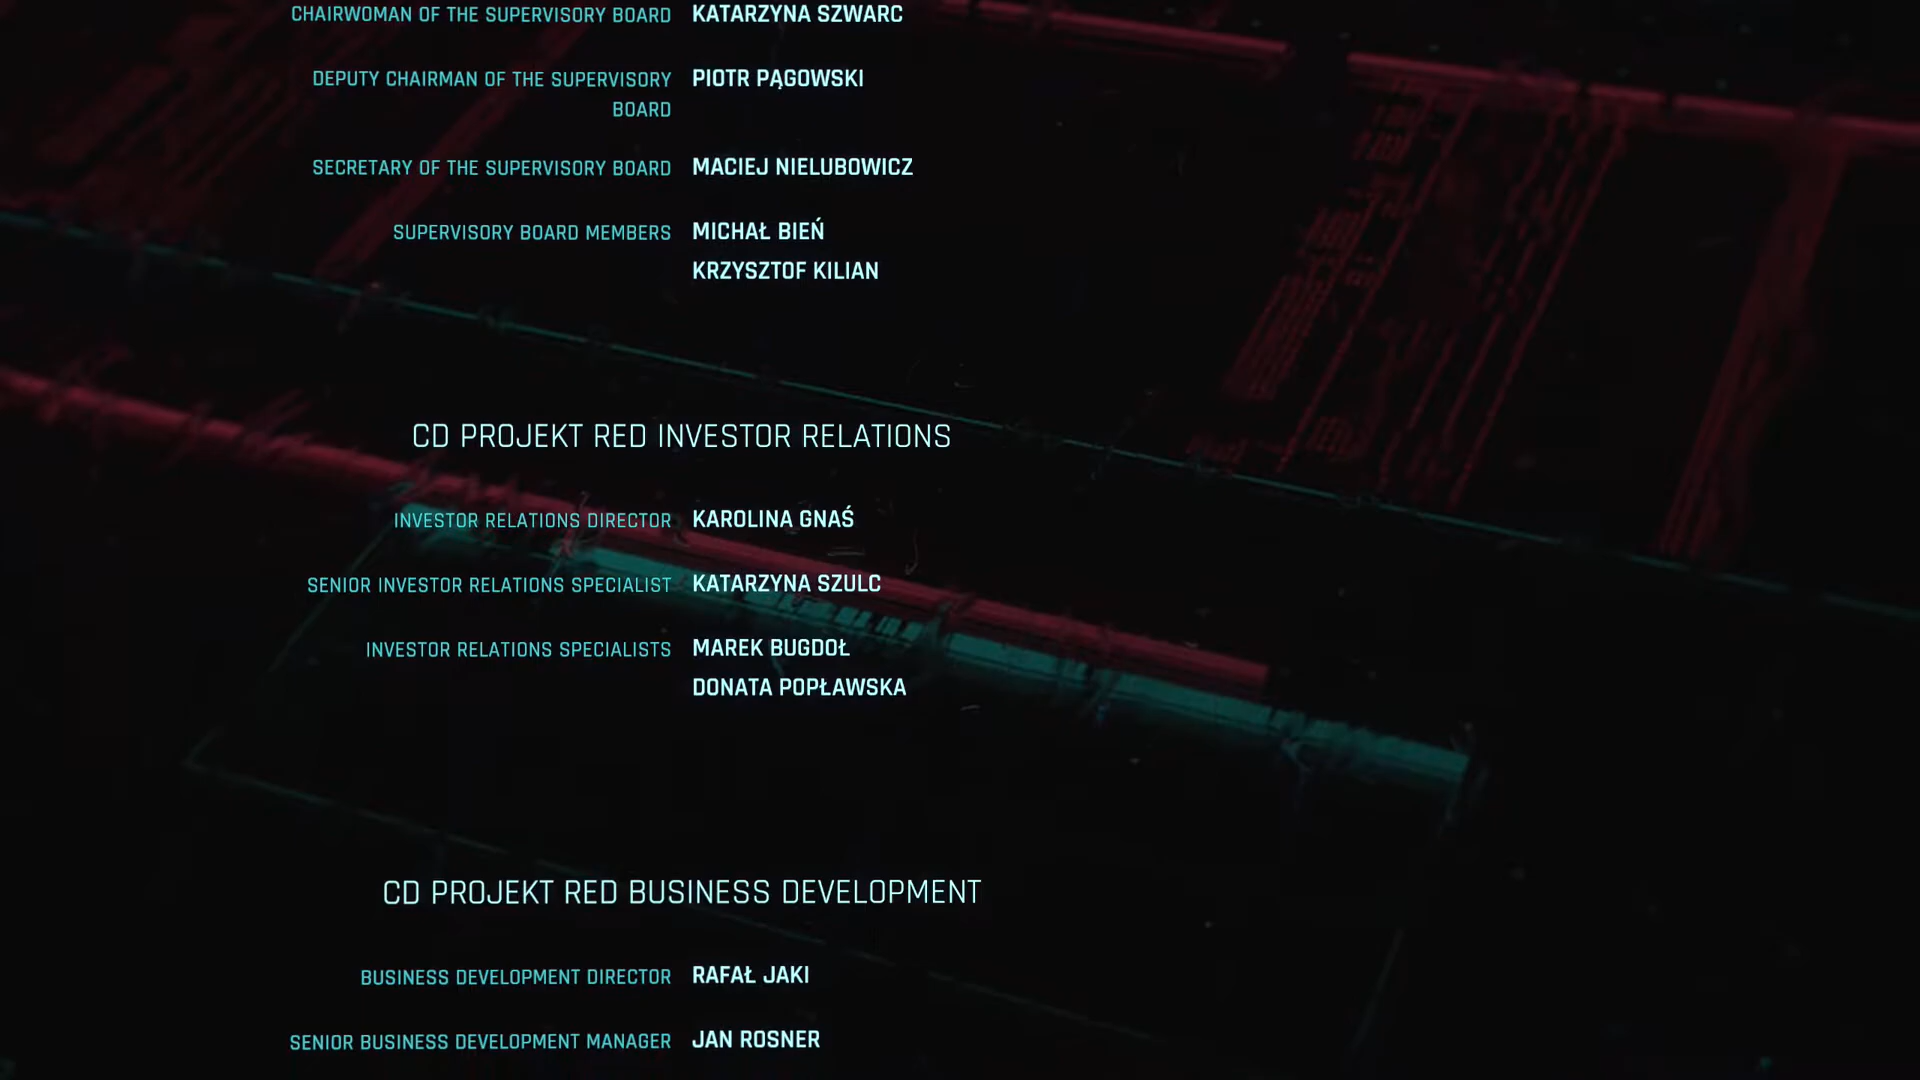 CHAIRWOMAN OF THE SUPERVISORY BOARD KATARZYNA SZWARC
DEPUTY CHAIRMAN OF THE SUPERVISORY PIOTR PĄGOWSKI
BOARD
SECRETARY OF THE SUPERVISORY BOARD MACIEJ NIELUBOWICZ
SUPERVISORY BOARD MEMBERS MICHAŁ BIEŃ
KRZYSZTOF KILIAN
CD PROJEKT RED INVESTOR RELATIONS
INVESTOR RELATIONS DIRECTOR KAROLINA GNAŚ
SENIOR INVESTOR RELATIONS SPECIALIST KATARZYNA SZULC
INVESTOR RELATIONS SPECIALISTS MAREK BUGDOŁ
DONATA POPŁAWSKA
CD PROJEKT RED BUSINESS DEVELOPMENT
BUSINESS DEVELOPMENT DIRECTOR RAFAŁ JAKI
SENIOR BUSINESS DEVELOPMENT MANAGER JAN ROSNER